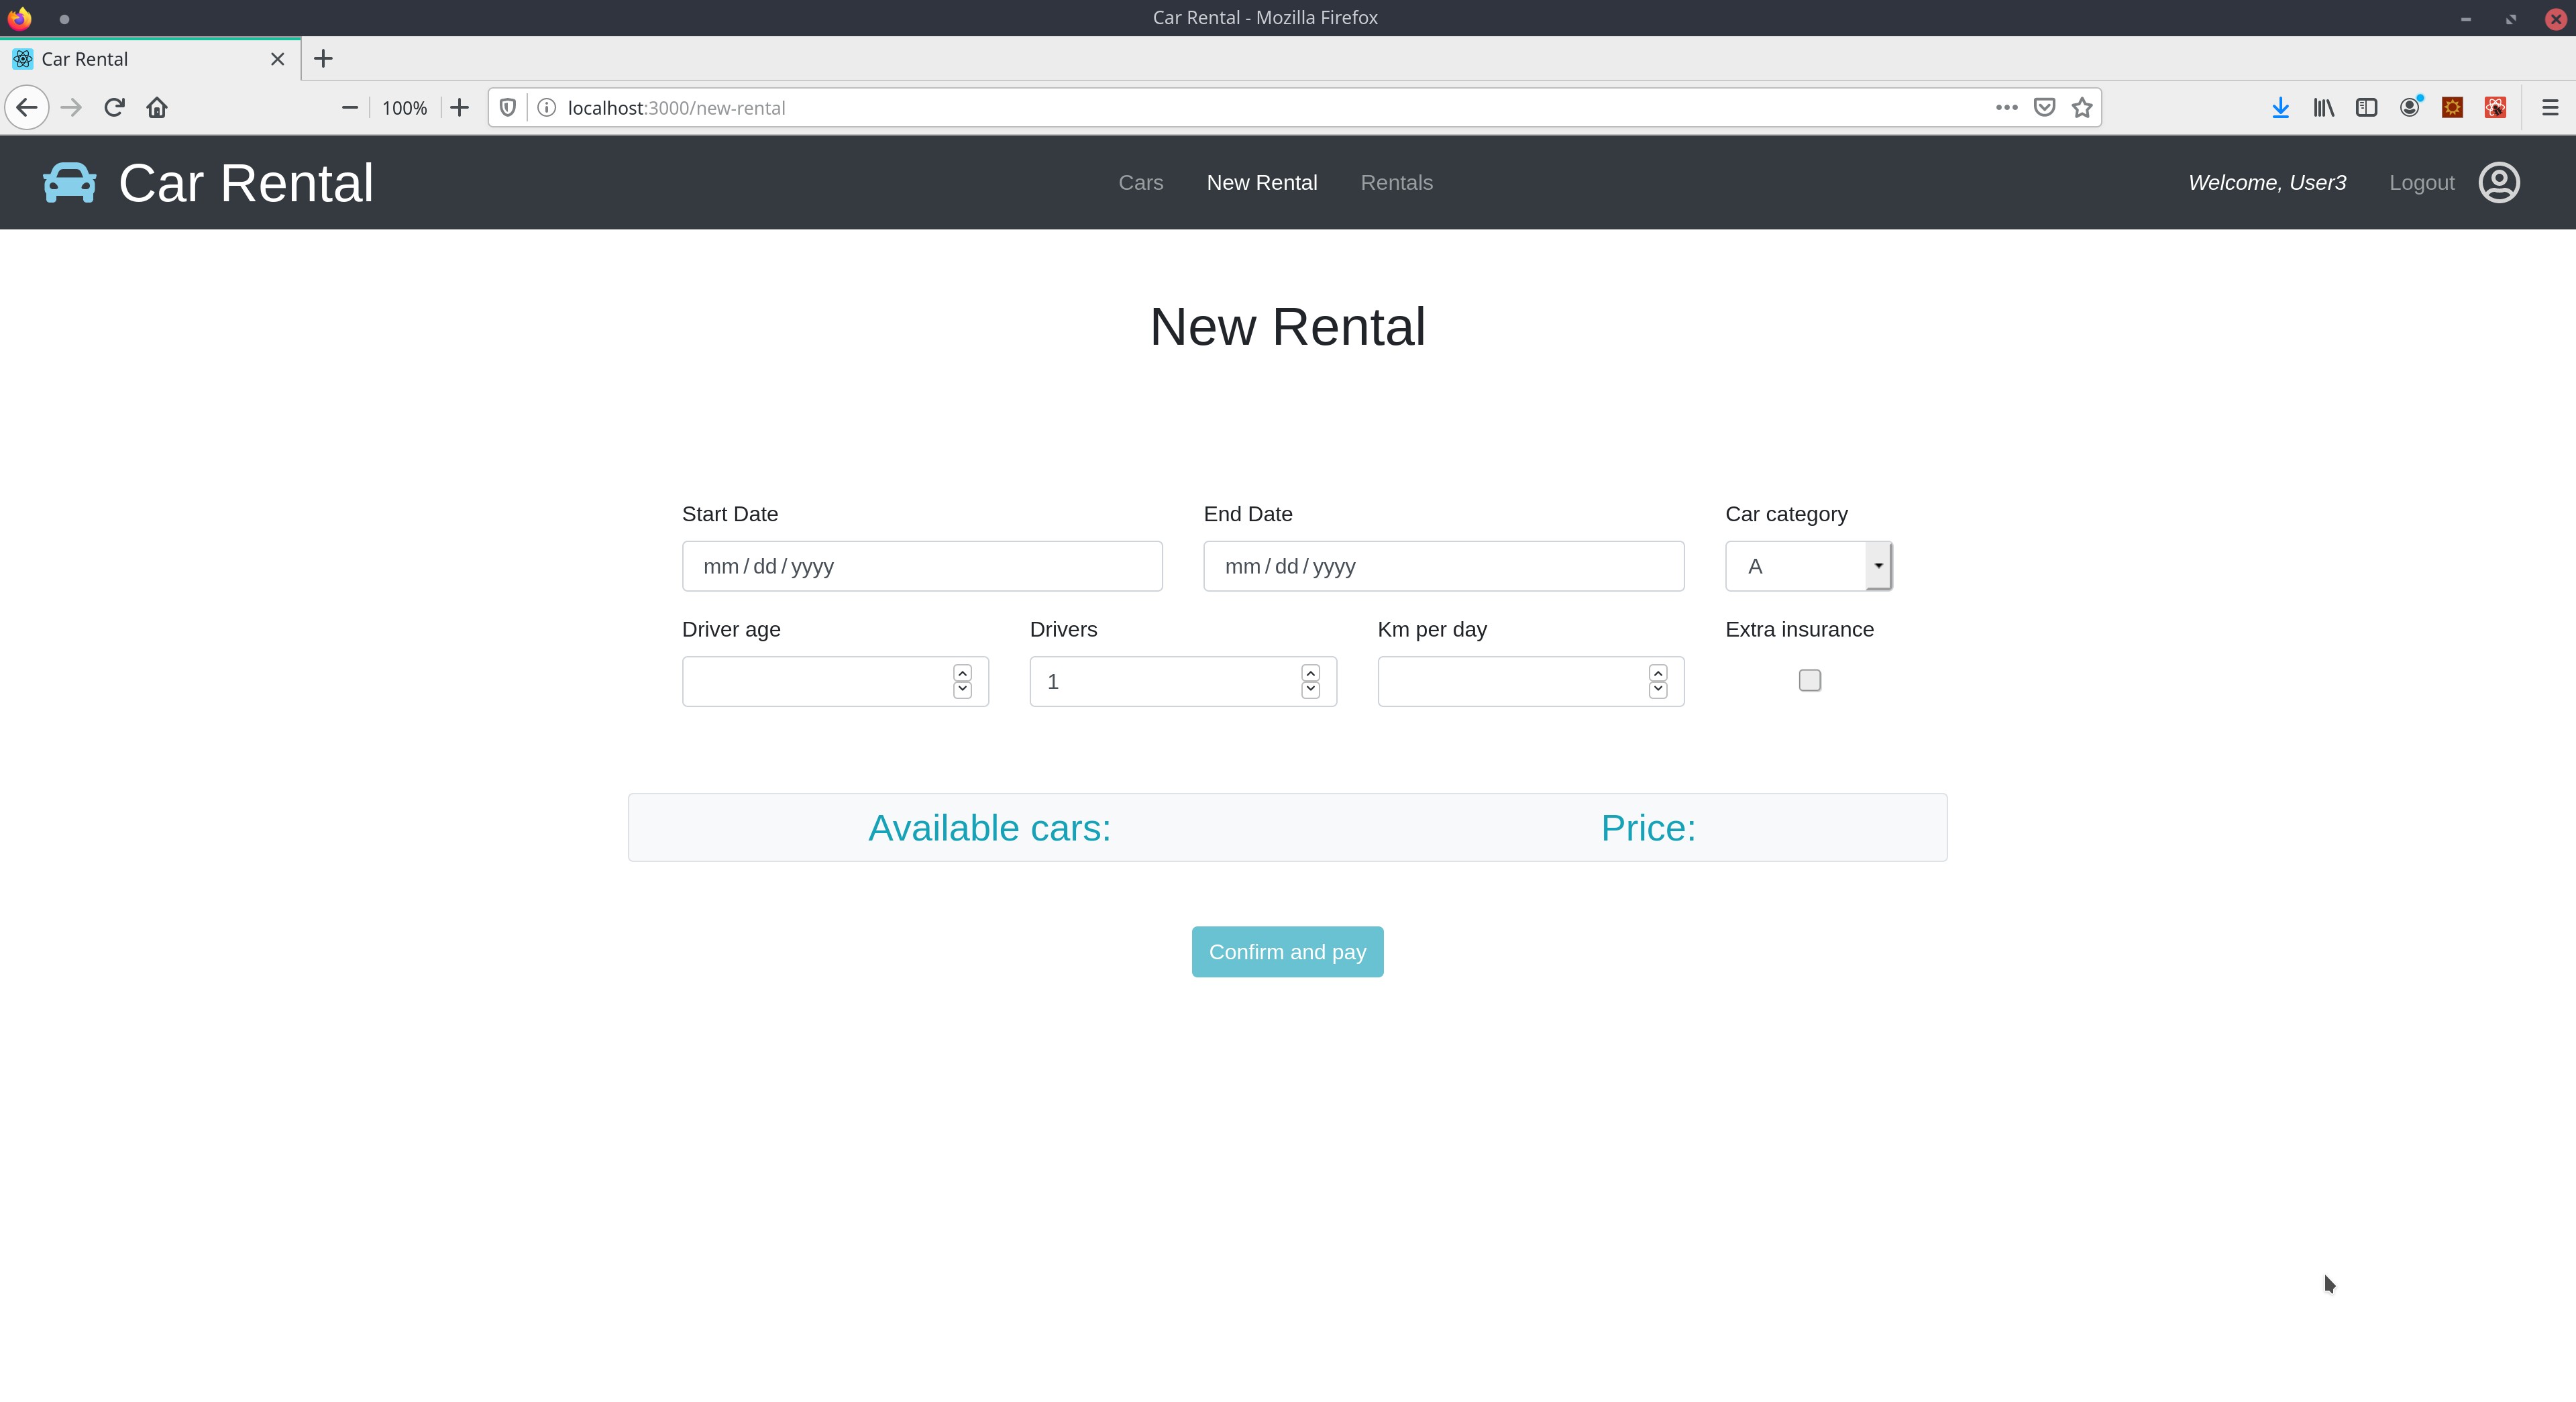 Car Rental - Mozilla Firefox
Car Rental
100%
localhost:3000/new-rental
Car Rental
Cars
New Rental
Rentals
Welcome, User3
Logout
New Rental
Start Date
End Date
Car category
mm / dd / yyyy
mm / dd / yyyy
A
Driver age
Drivers
Km per day
Extra insurance
1
Available cars:
Price:
Confirm and pay